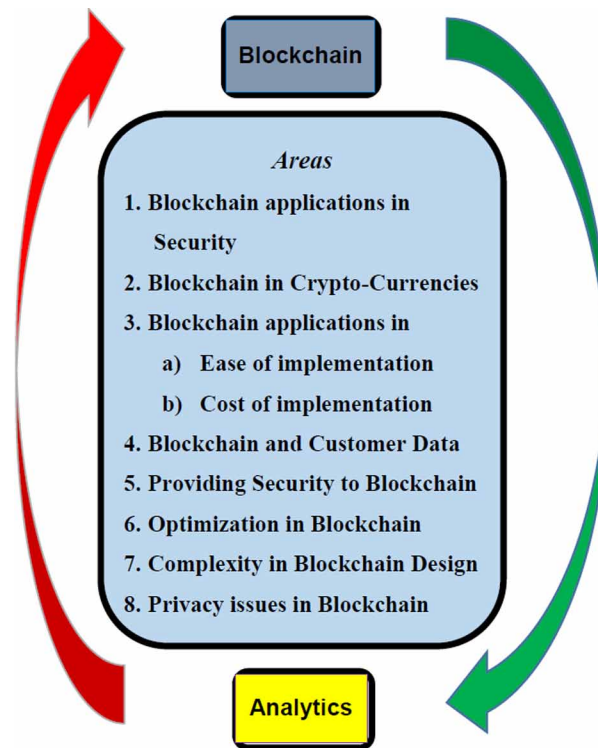 Blockchain
Areas
1. Blockchain applications in
Security
2. Blockchain in Crypto-Currencies
3. Blockchain applications in
a) Ease of implementation
b) Cost of implementation
4. Blockchain and Customer Data
5. Providing Security to Blockchain
6. Optimization in Blockchain
7. Complexity in Blockchain Design
8. Privacy issues in Blockchain
Analytics